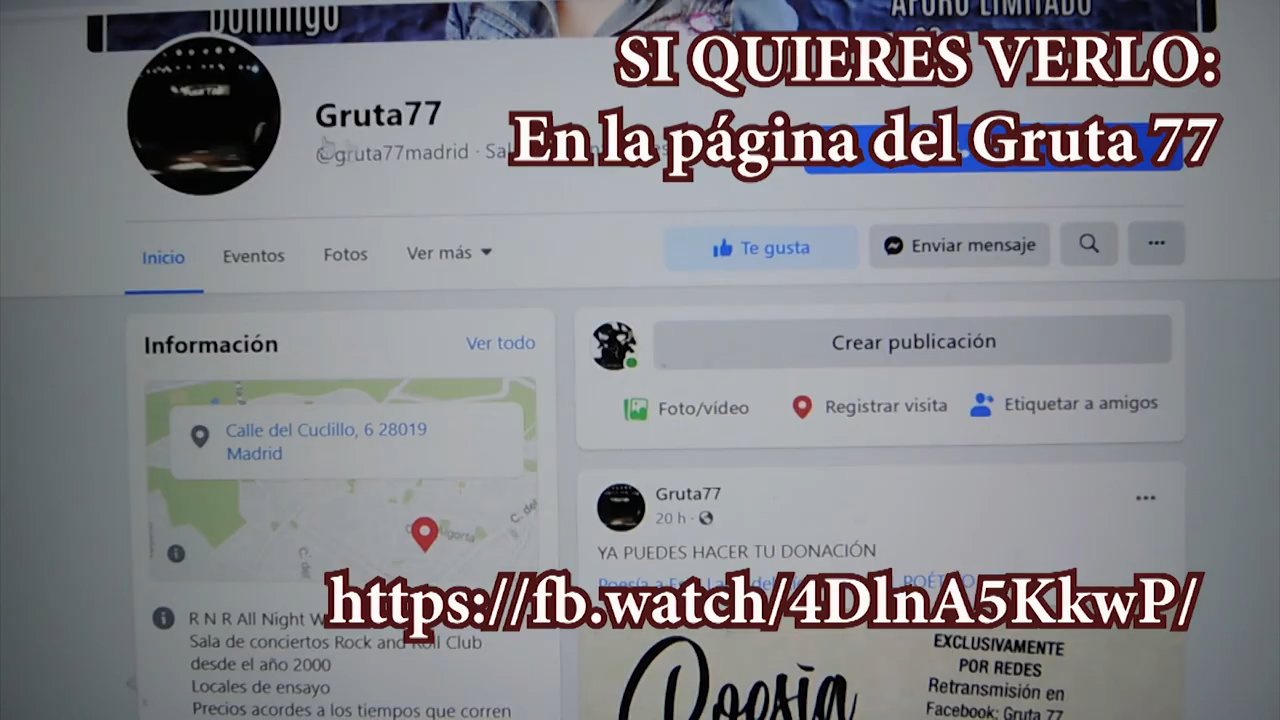 Domingo
AFORO LIMITADO
SI QUIERES VERLO:
En la página del Gruta 77
Gruta77
@gruta77madrid
Inicio
Eventos
Fotos
Ver más
Te gusta
Enviar mensaje
Información
Ver todo
Calle del Cuclillo, 6 28019
Madrid
C. del
R N R All Night
Sala de conciertos Rock and Roll Club
desde el año 2000
Locales de ensayo
Precios acordes a los tiempos que corren
Crear publicación
Foto/vídeo
Registrar visita
Etiquetar a amigos
Gruta77
20 h ·
YA PUEDES HACER TU DONACIÓN
Poesía a
https://fb.watch/4DlnA5KkwP/
Poesia
EXCLUSIVAMENTE
POR REDES
Retransmisión en
Facebook: Gruta 77